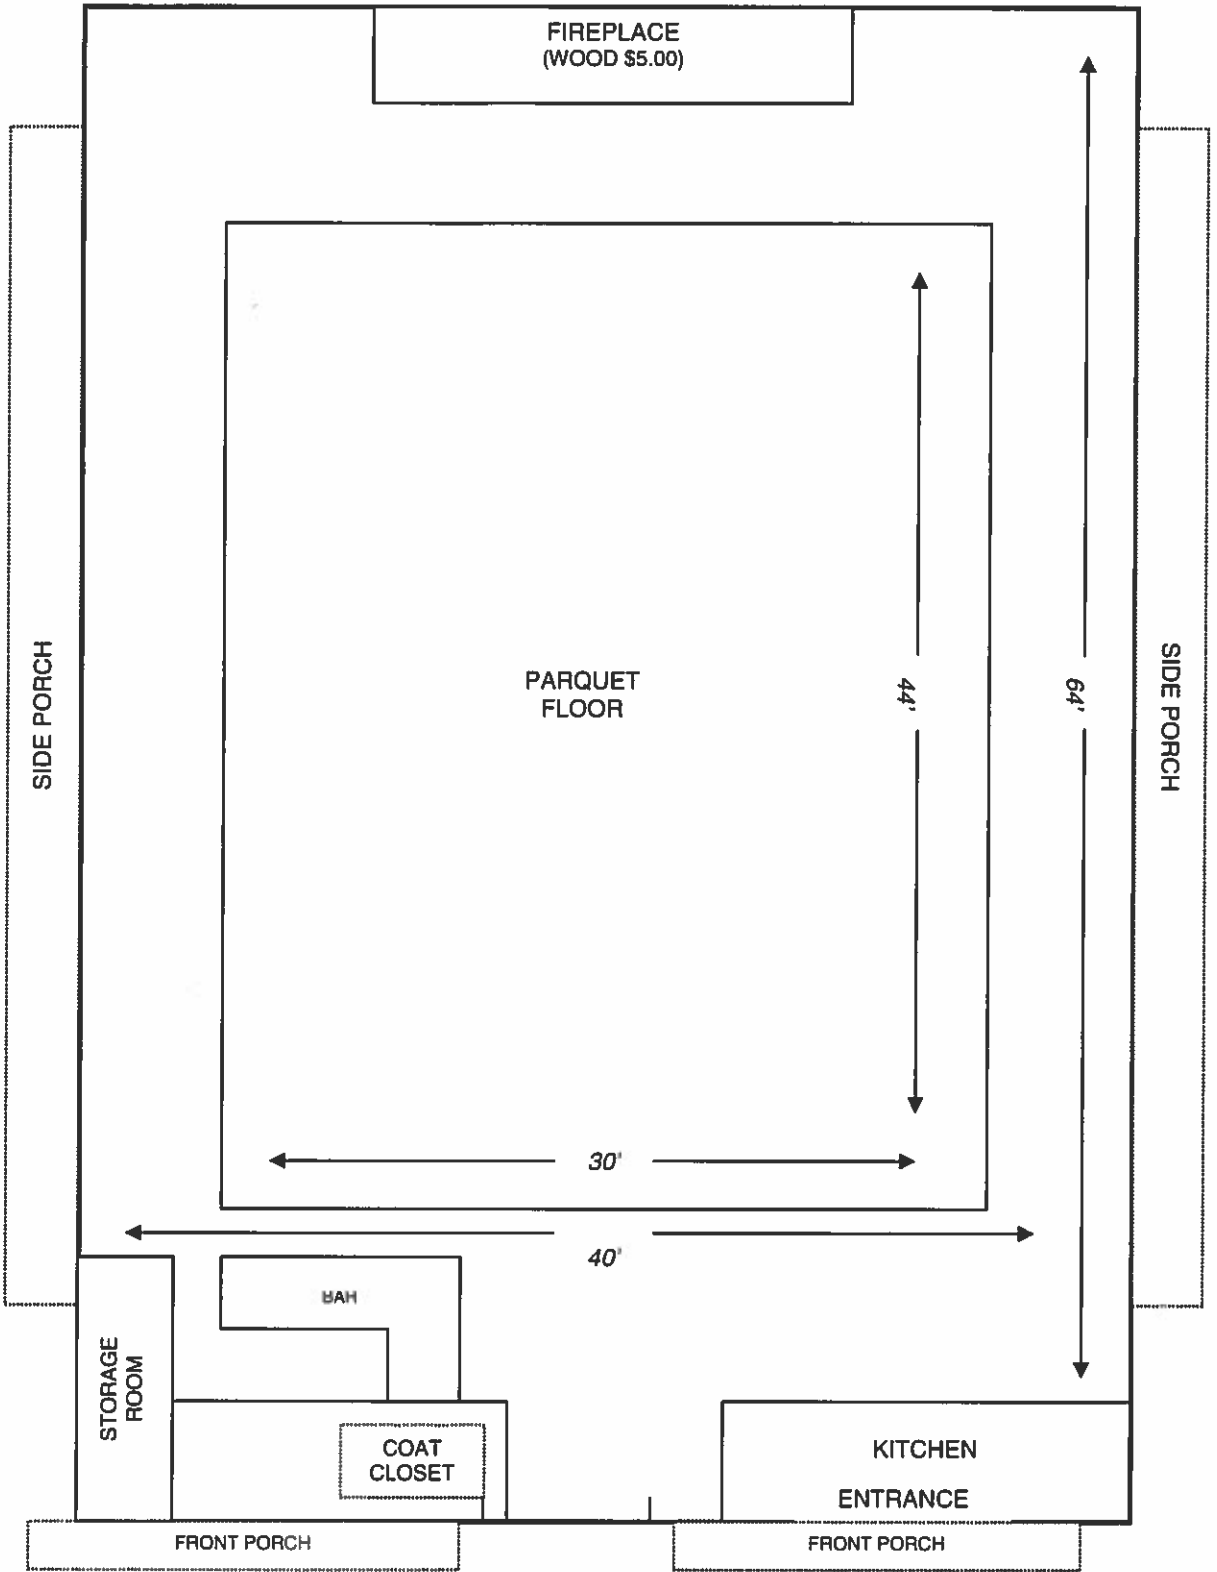 FIREPLACE
(WOOD $5.00)
SIDE PORCH
PARQUET
FLOOR
44'
64'
SIDE PORCH
30'
40'
BAR
STORAGE
ROOM
COAT
CLOSET
KITCHEN
ENTRANCE
FRONT PORCH
FRONT PORCH